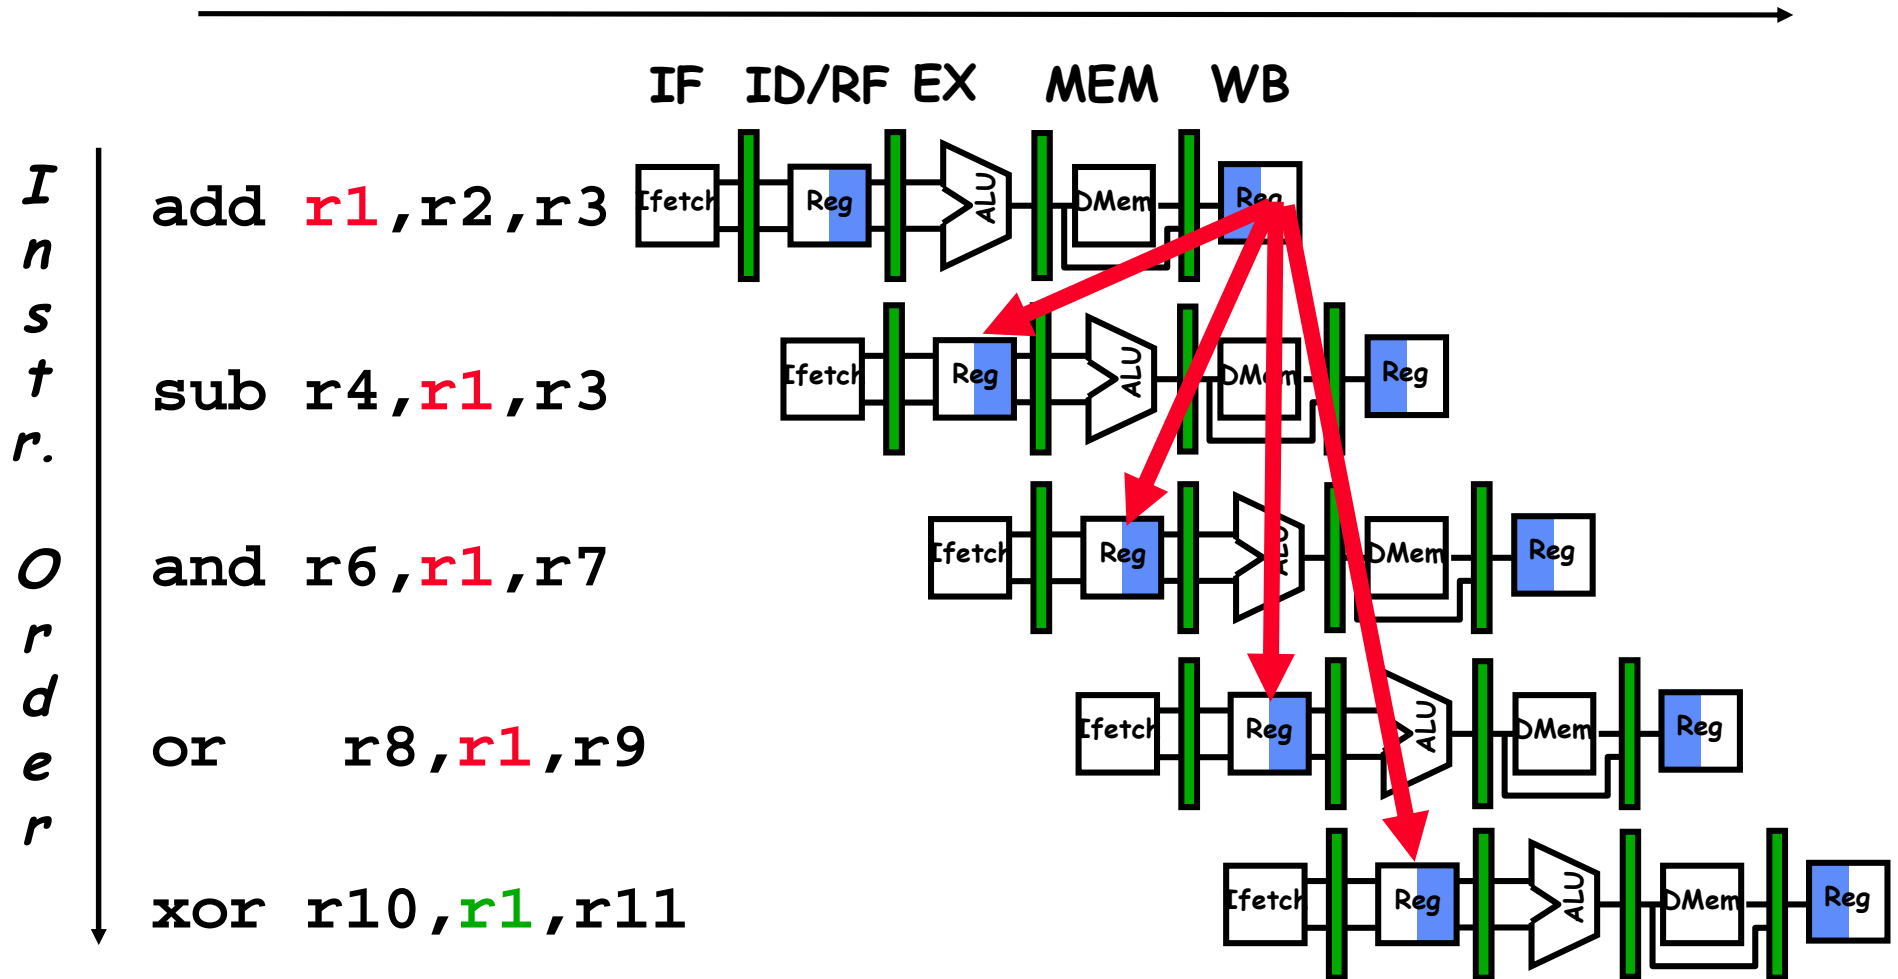 IF ID/RF EX MEM WB
Instr. Order
add r1,r2,r3
Ifetch Reg ALU DMem Reg
sub r4,r1,r3
Ifetch Reg ALU DMem Reg
and r6,r1,r7
Ifetch Reg ALU DMem Reg
or r8,r1,r9
Ifetch Reg ALU DMem Reg
xor r10,r1,r11
Ifetch Reg ALU DMem Reg